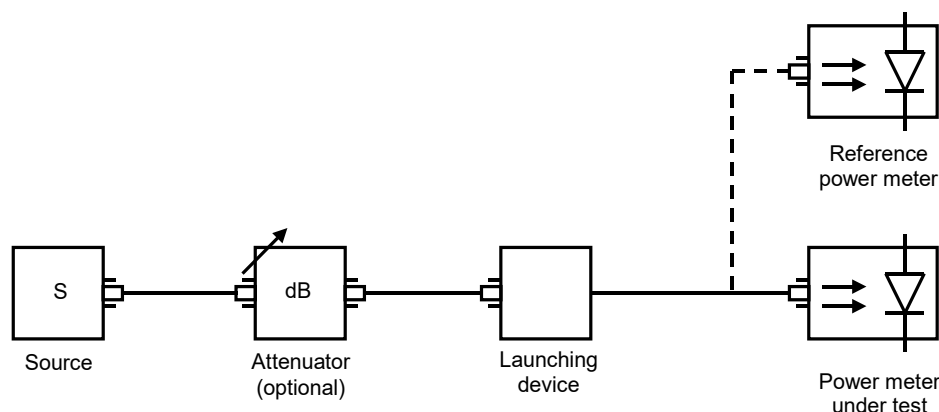 Reference
power meter
S
dB
Source
Attenuator
(optional)
Launching
device
Power meter
under test